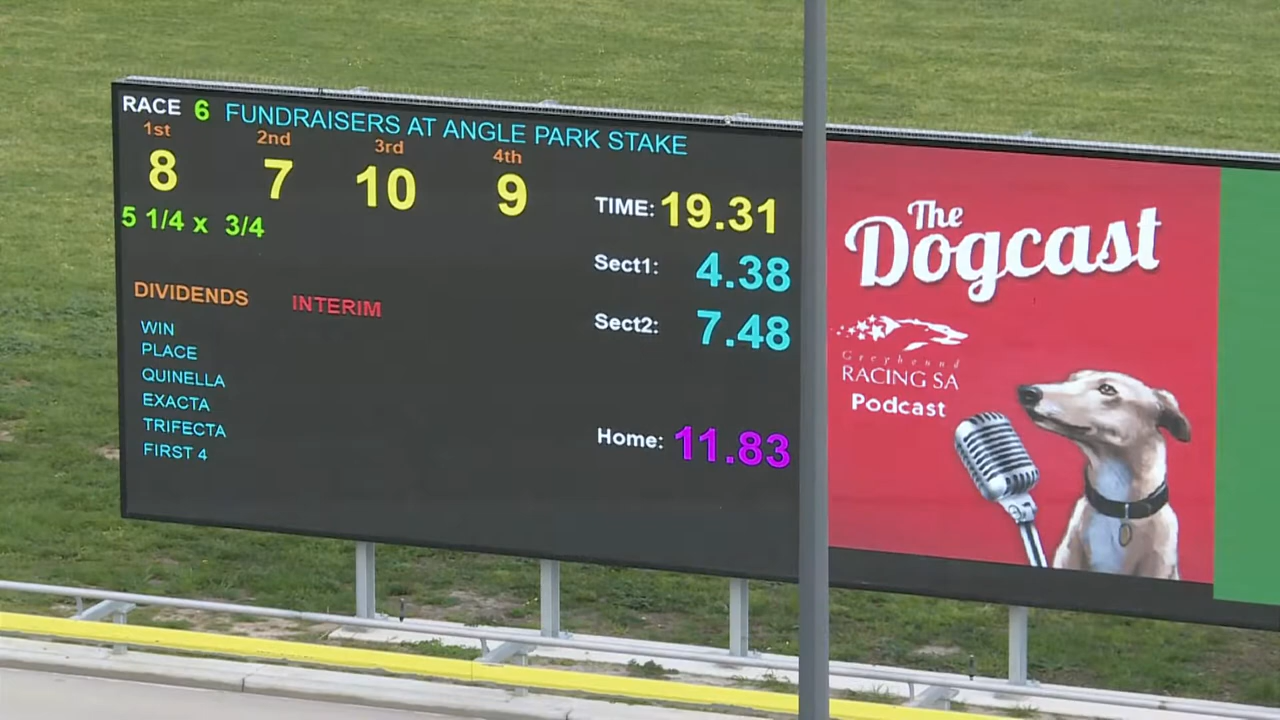 RACE 6 FUNDRAISERS AT ANGLE PARK STAKE
1st 2nd 3rd 4th
8 7 10 9
5 1/4 x 3/4
TIME: 19.31
Sect1: 4.38
Sect2: 7.48
Home: 11.83
DIVIDENDS INTERIM
WIN
PLACE
QUINELLA
EXACTA
TRIFECTA
FIRST 4
The
Dogcast
Greyhound
RACING SA
Podcast